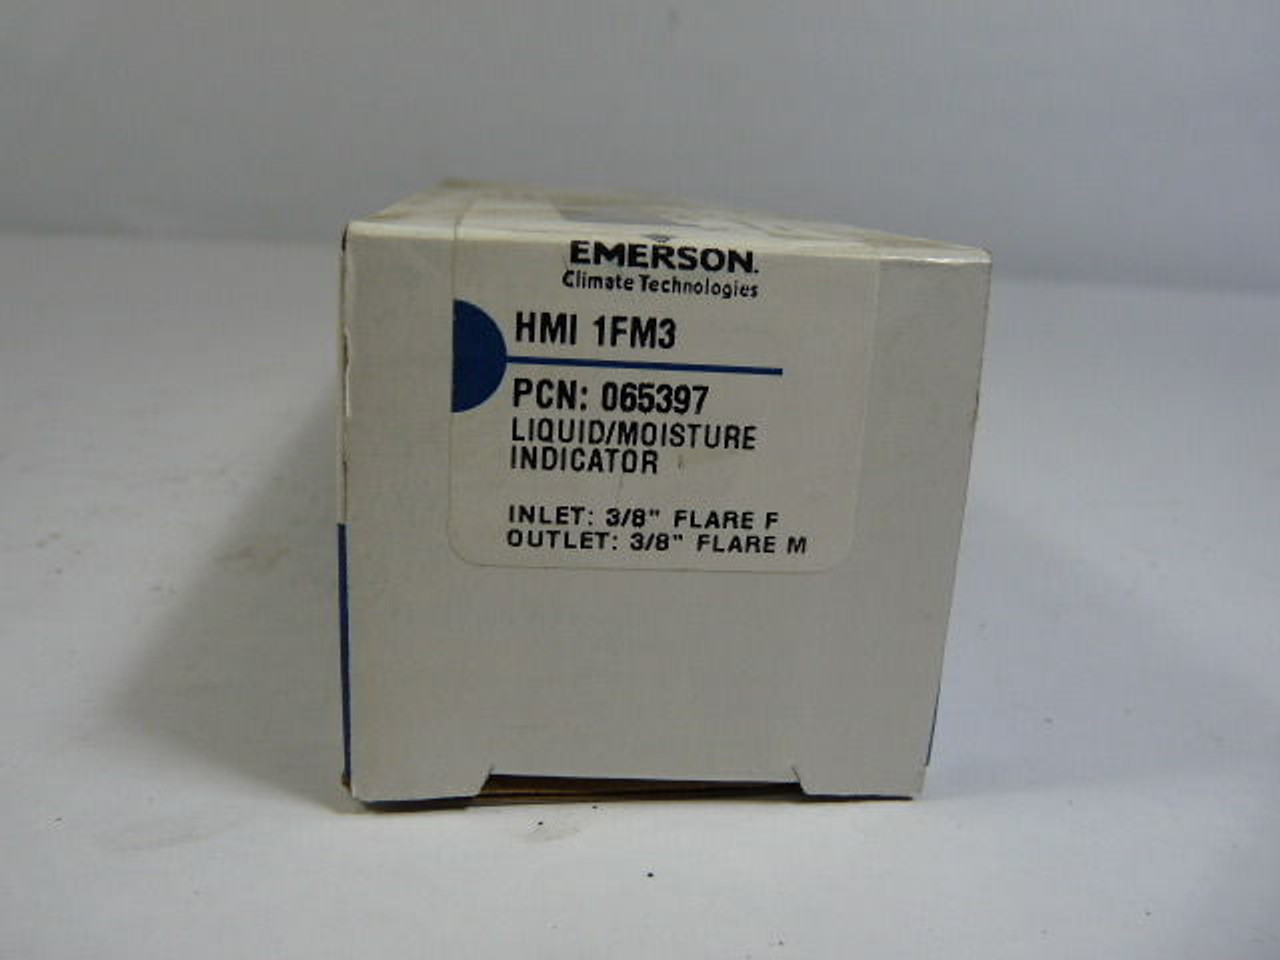 EMERSON.
Climate Technologies
HMI 1FM3
PCN: 065397
LIQUID/MOISTURE
INDICATOR
INLET: 3/8" FLARE F
OUTLET: 3/8" FLARE M